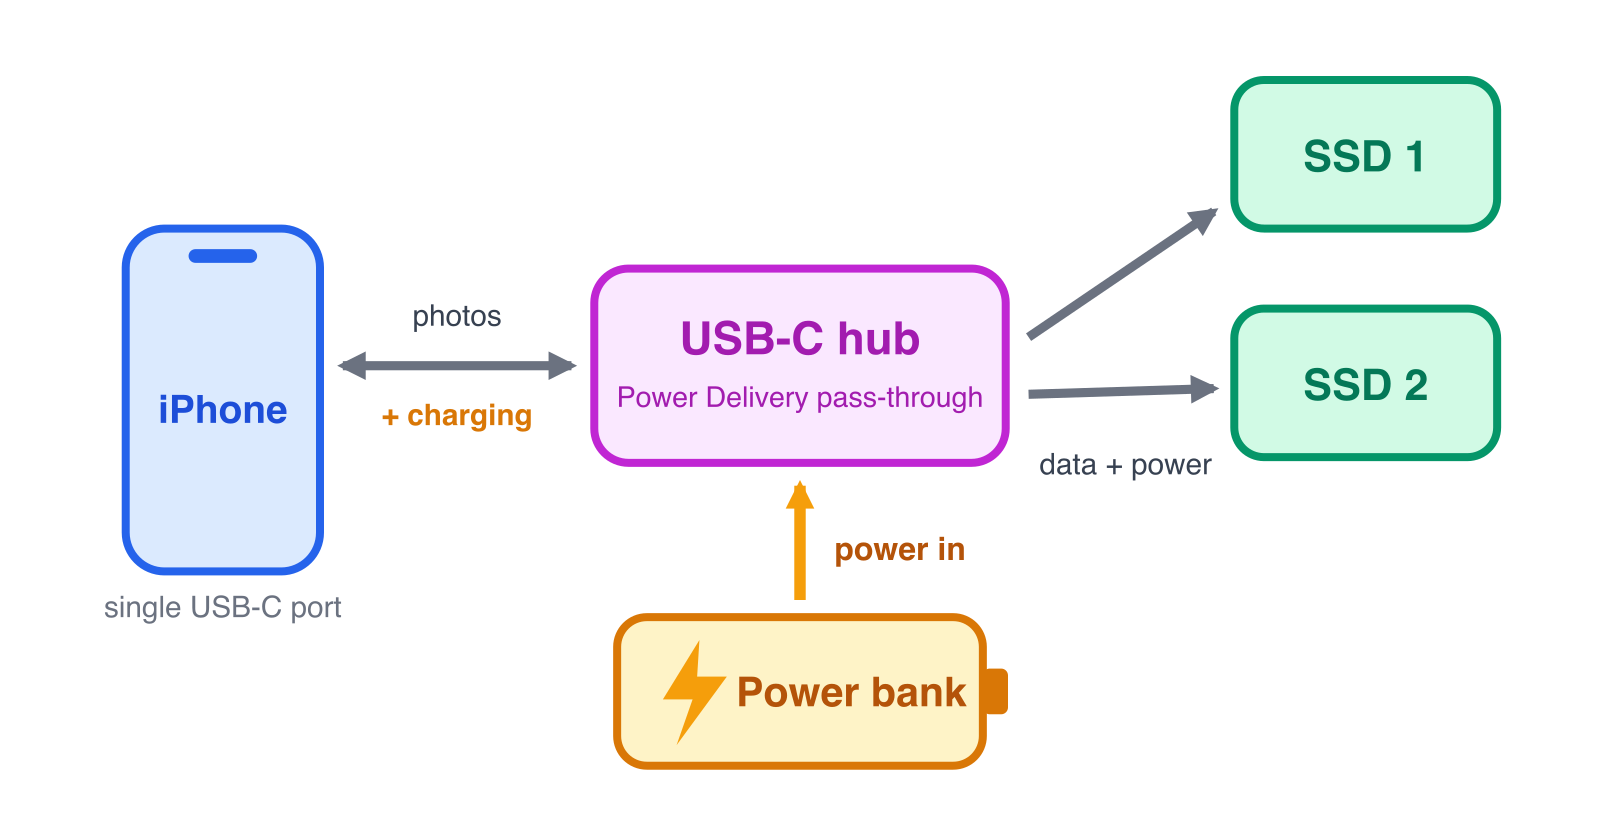 SSD 1
photos
USB-C hub
Power Delivery pass-through
iPhone
+ charging
SSD 2
data + power
power in
single USB-C port
Power bank